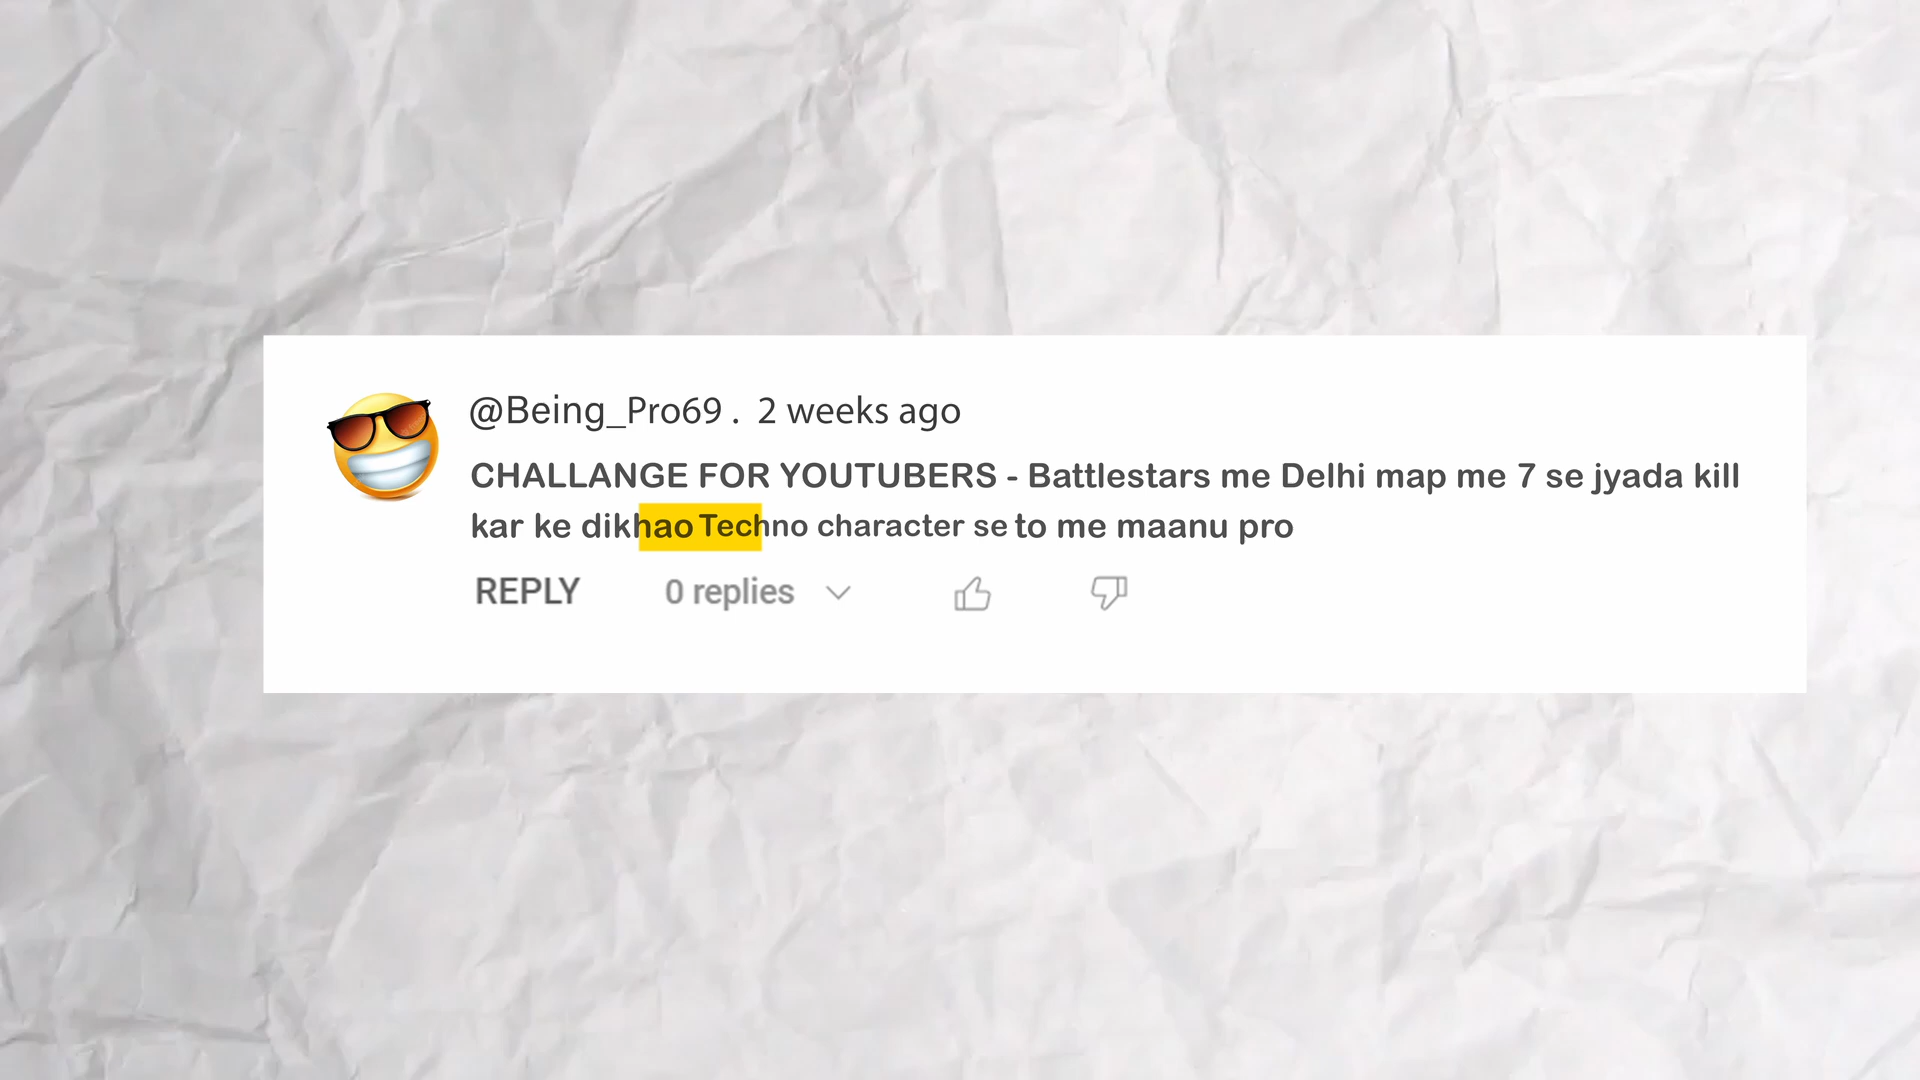 @Being_Pro69 . 2 weeks ago
CHALLANGE FOR YOUTUBERS - Battlestars me Delhi map me 7 se jyada kill
kar ke dikhao Techno character se to me maanu pro
REPLY 0 replies